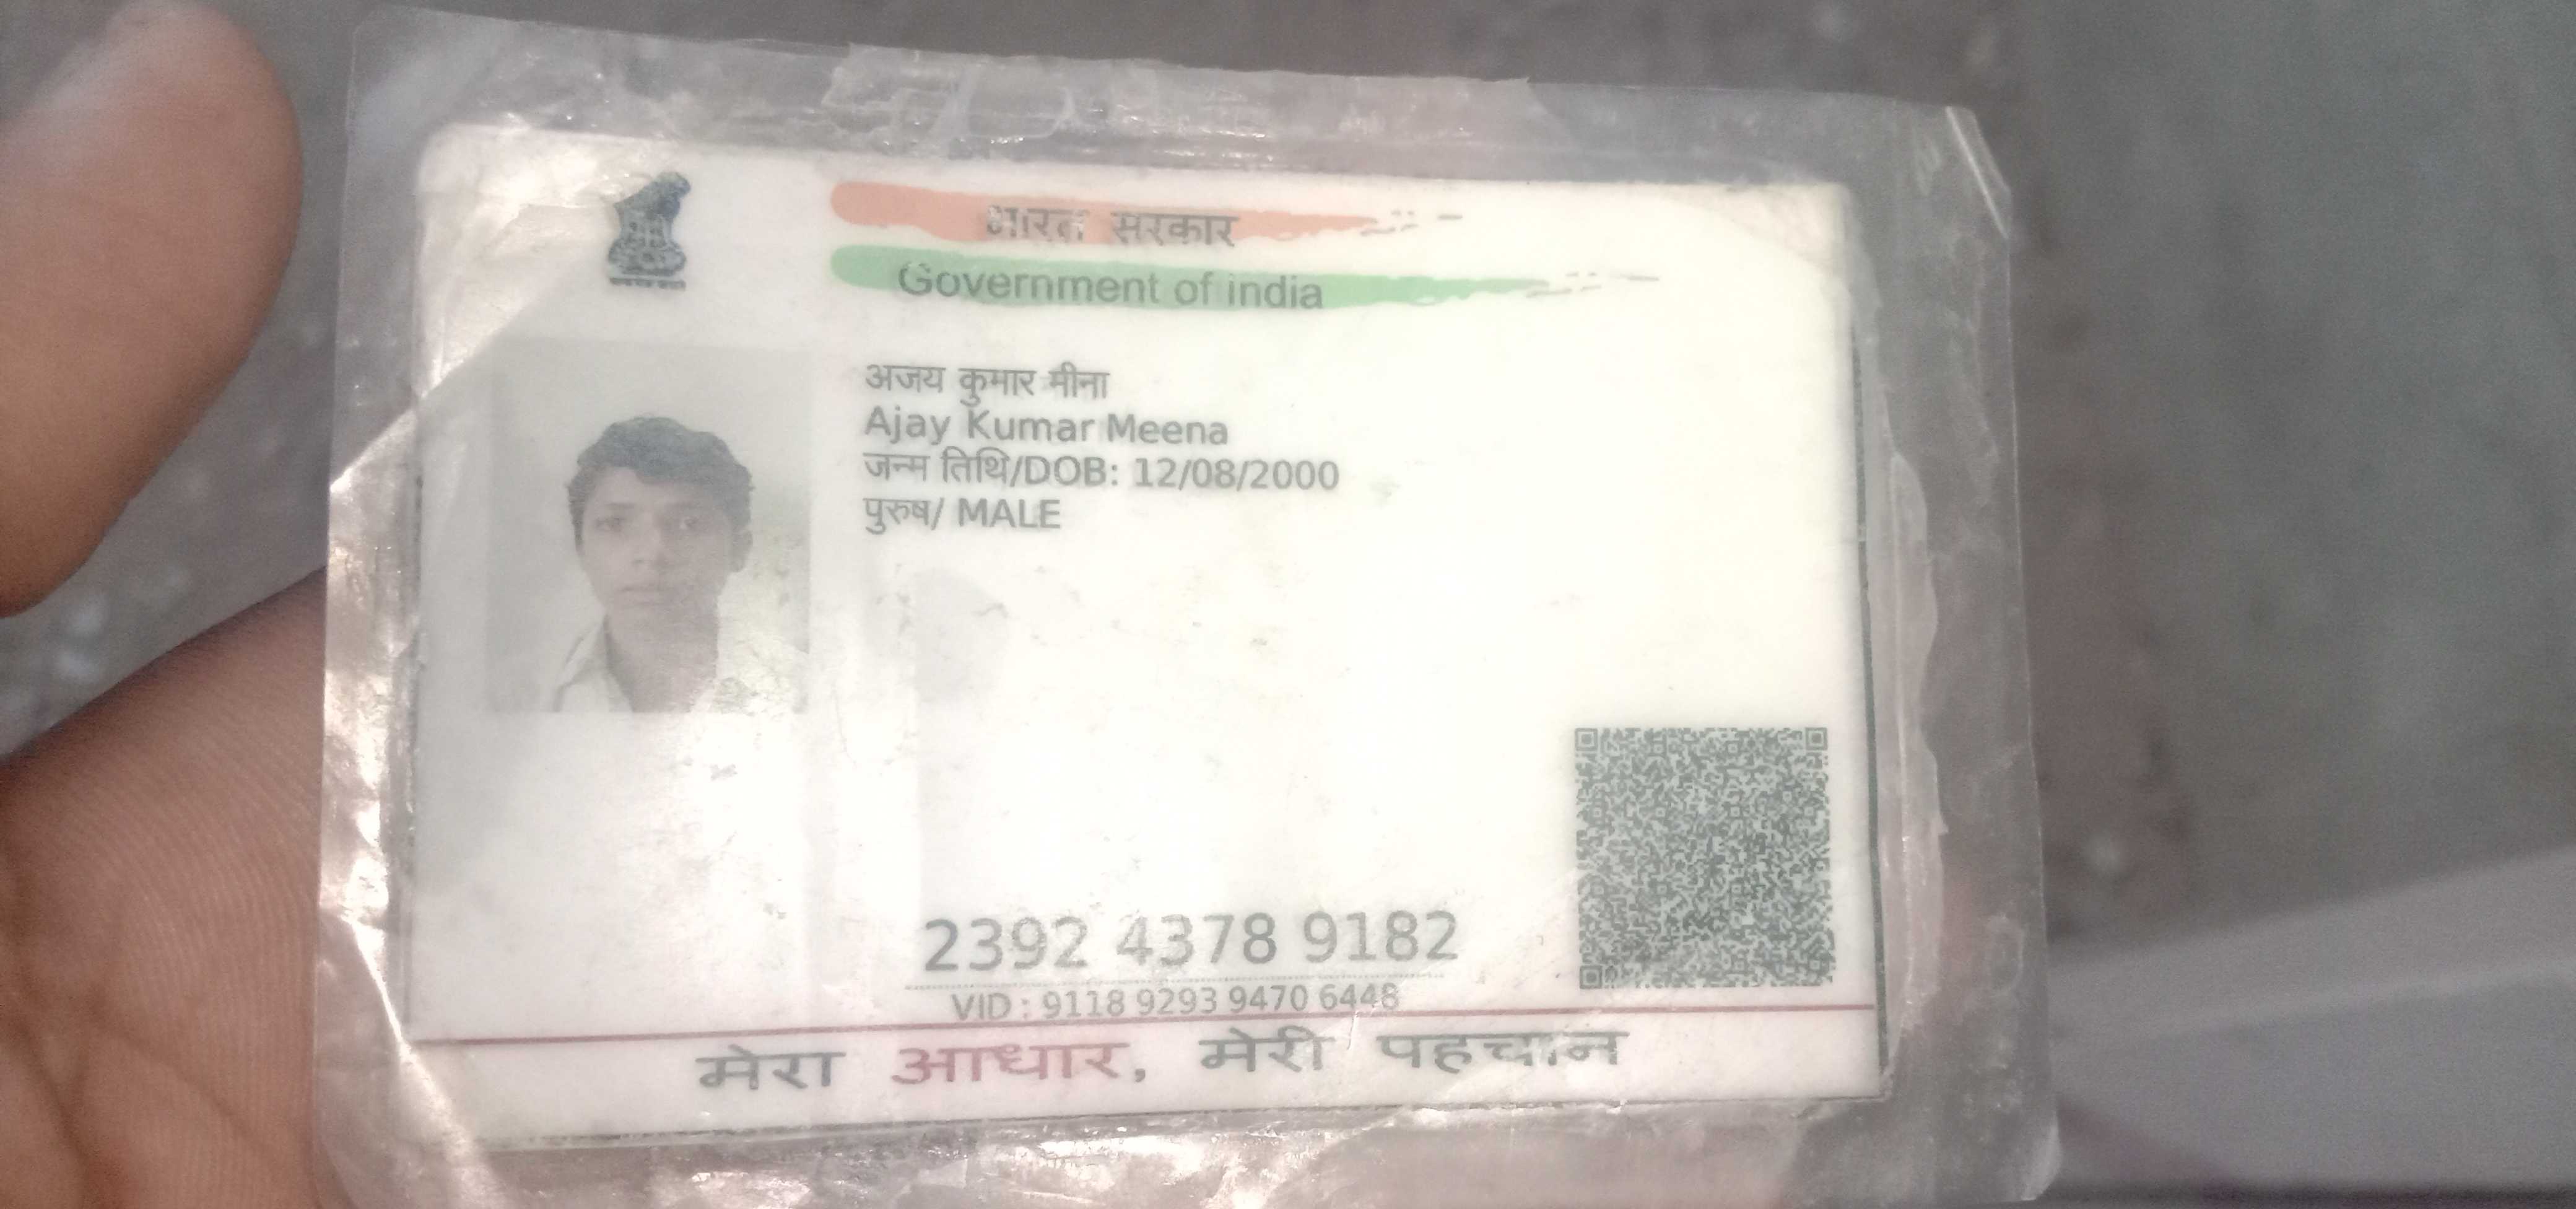 भारत सरकार
Government of india
अजय कुमार मीना
Ajay Kumar Meena
जन्म तिथि/DOB: 12/08/2000
पुरुष/ MALE
2392 4378 9182
VID : 9118 9293 9470 6448
मेरा आधार, मेरी पहचान